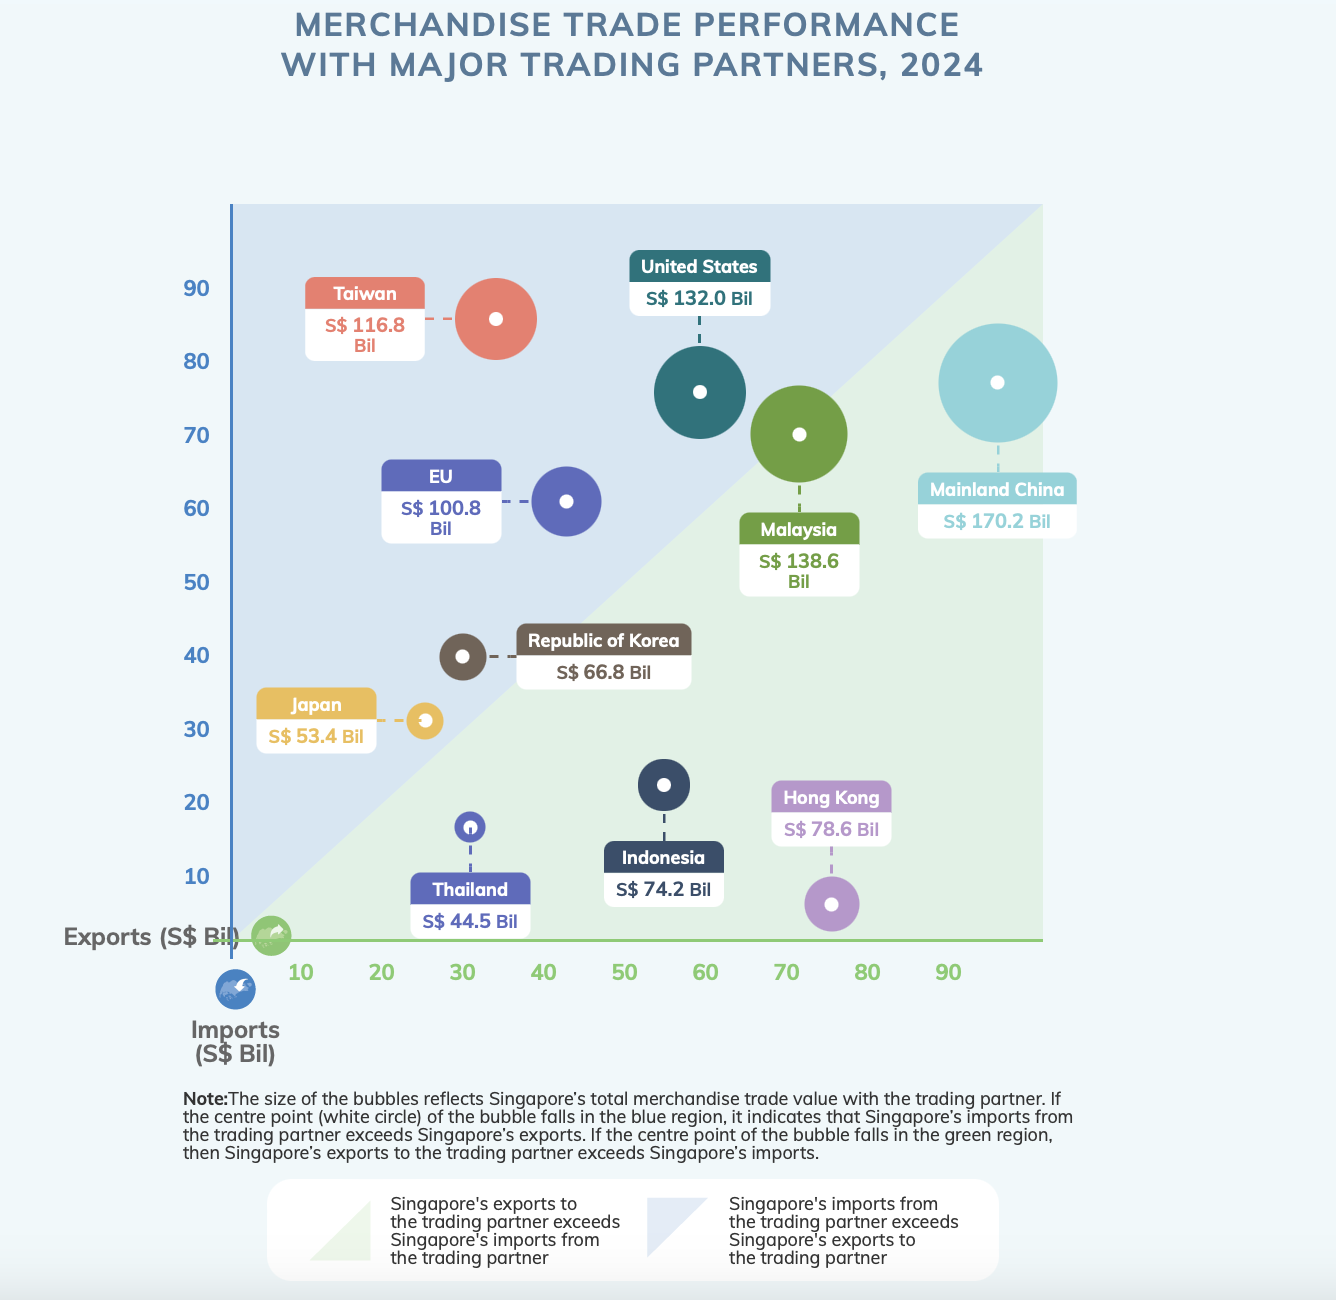 MERCHANDISE TRADE PERFORMANCE
WITH MAJOR TRADING PARTNERS, 2024
United States
S$ 132.0 Bil
Taiwan
S$ 116.8
Bil
90
80
70
EU
S$ 100.8
Bil
Mainland China
S$ 170.2 Bil
60
Malaysia
S$ 138.6
Bil
50
40
Republic of Korea
S$ 66.8 Bil
Japan
S$ 53.4 Bil
30
20
Hong Kong
S$ 78.6 Bil
Indonesia
S$ 74.2 Bil
10
Thailand
S$ 44.5 Bil
Exports (S$ Bil)
10 20 30 40 50 60 70 80 90
Imports
(S$ Bil)
Note:The size of the bubbles reflects Singapore's total merchandise trade value with the trading partner. If
the centre point (white circle) of the bubble falls in the blue region, it indicates that Singapore's imports from
the trading partner exceeds Singapore's exports. If the centre point of the bubble falls in the green region,
then Singapore's exports to the trading partner exceeds Singapore's imports.
Singapore's exports to
the trading partner exceeds
Singapore's imports from
the trading partner
Singapore's imports from
the trading partner exceeds
Singapore's exports to
the trading partner